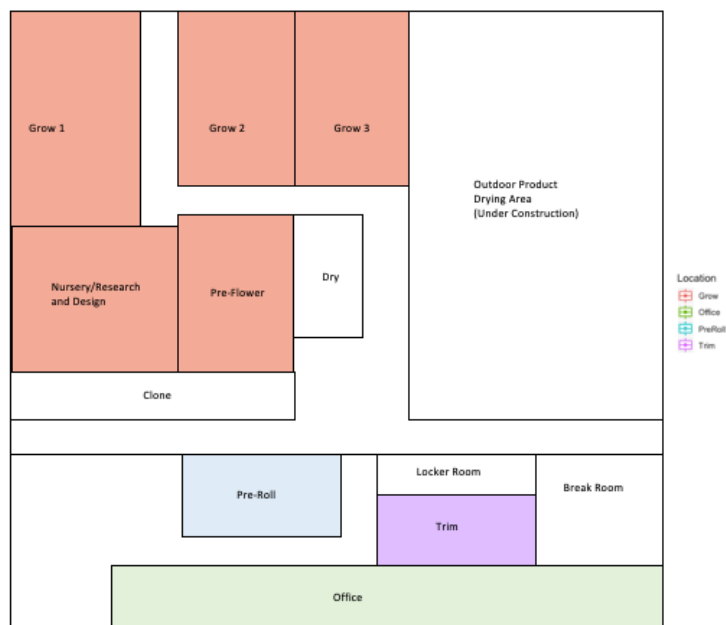 Grow 1
Grow 2
Grow 3
Outdoor Product
Drying Area
(Under Construction)
Nursery/Research
and Design
Pre-Flower
Dry
Clone
Location
Grow
Office
PreRoll
Trim
Pre-Roll
Locker Room
Break Room
Trim
Office